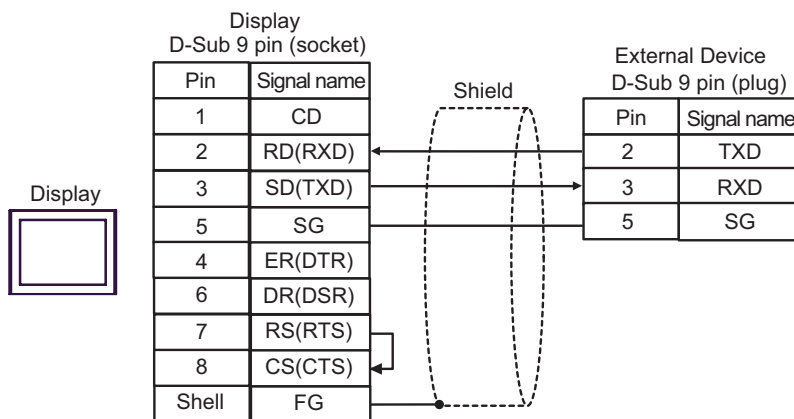 Display
D-Sub 9 pin (socket)
Pin Signal name
1 CD
2 RD(RXD)
3 SD(TXD)
5 SG
4 ER(DTR)
6 DR(DSR)
7 RS(RTS)
8 CS(CTS)
Shell FG
Display
Shield
External Device
D-Sub 9 pin (plug)
Pin Signal name
2 TXD
3 RXD
5 SG